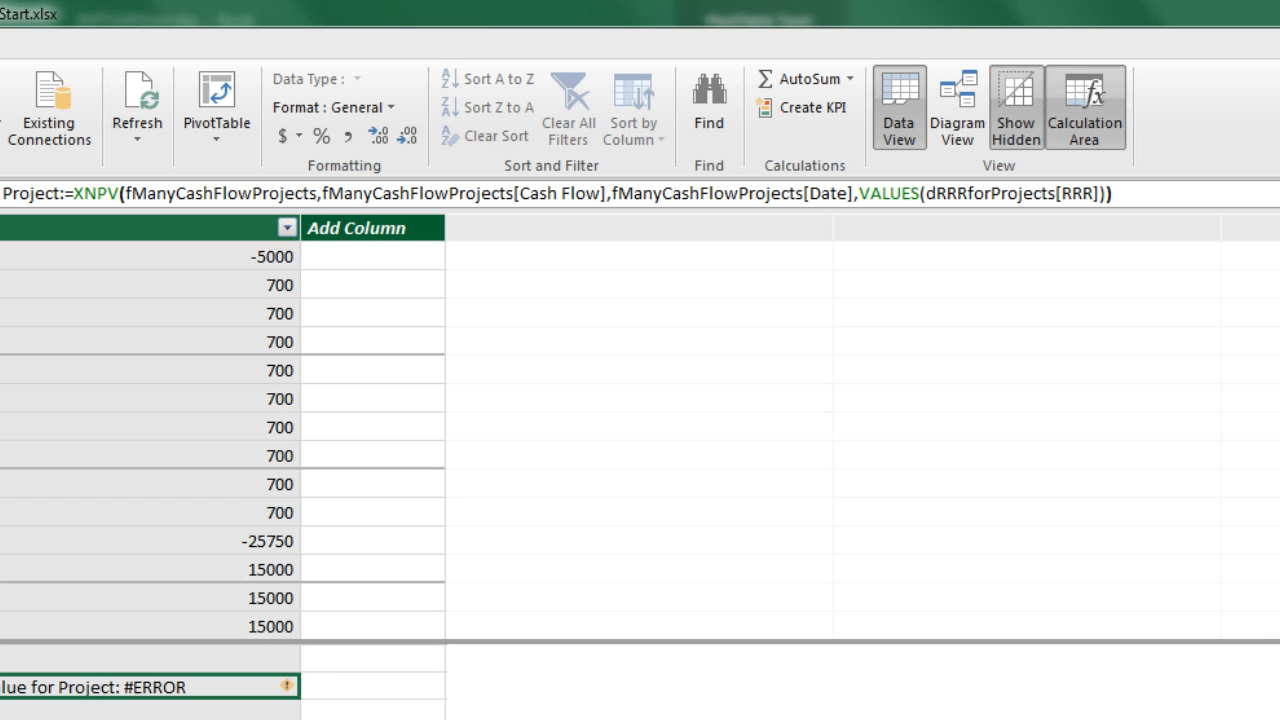 Start.xlsx
Existing Connections
Refresh
PivotTable
Data Type :
Format : General
$ % ,
Formatting
Sort A to Z
Sort Z to A
Clear Sort
Clear All Filters
Sort by Column
Sort and Filter
Find
Find
AutoSum
Create KPI
Calculations
Data View
Diagram View
Show Hidden
Calculation Area
View
Project:=XNPV(fManyCashFlowProjects,fManyCashFlowProjects[Cash Flow],fManyCashFlowProjects[Date],VALUES(dRRRforProjects[RRR]))
Add Column
-5000
700
700
700
700
700
700
700
700
700
-25750
15000
15000
15000
lue for Project: #ERROR